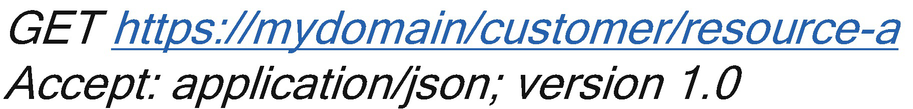 GET https://mydomain/customer/resource-a
Accept: application/json; version 1.0